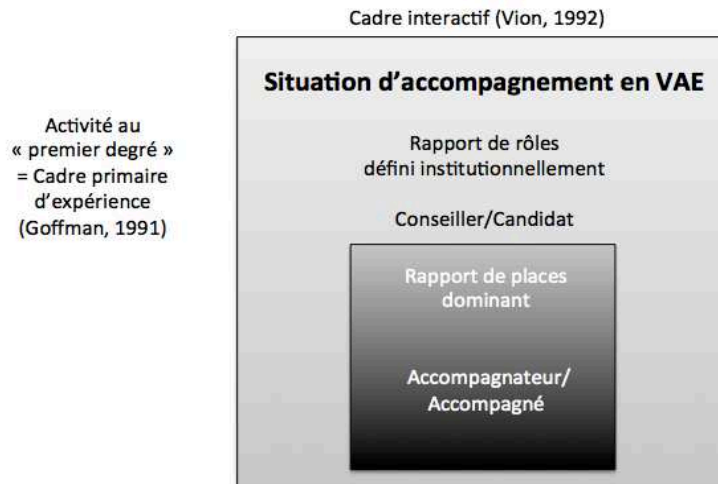 Cadre interactif (Vion, 1992)
Situation d'accompagnement en VAE
Activité au
« premier degré »
= Cadre primaire
d'expérience
(Goffman, 1991)
Rapport de rôles
défini institutionnellement
Conseiller/Candidat
Rapport de places
dominant
Accompagnateur/
Accompagné